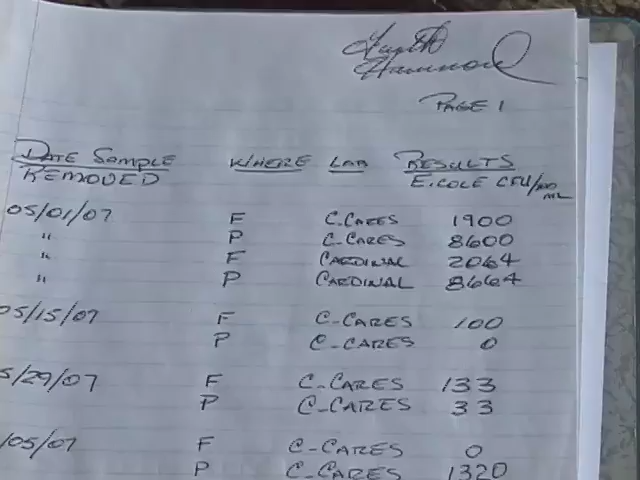 Hammond
PAGE 1
DATE SAMPLE REMOVED WHERE LAB RESULTS E.COLE CFU/100 ML
05/01/07 F C.CARES 1900
" P C-CARES 8600
" F CARDINAL 2064
" P CARDINAL 8664
05/15/07 F C-CARES 100
P C-CARES 0
5/29/07 F C-CARES 133
P C-CARES 33
/05/07 F C-CARES 0
P C-CARES 1320